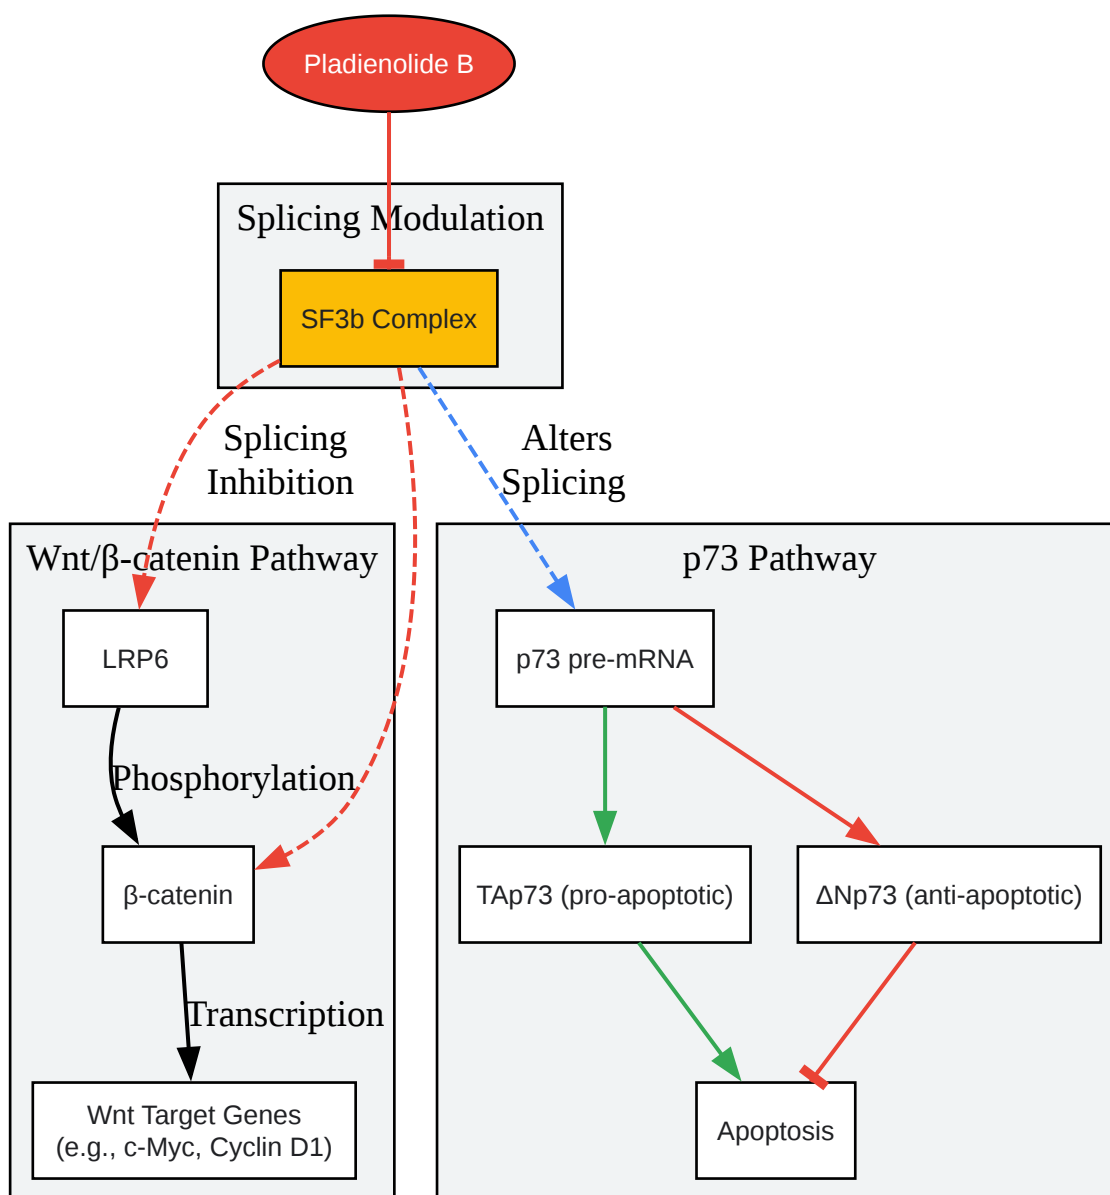 Pladienolide B
Splicing Modulation
SF3b Complex
Splicing
Inhibition
Alters
Splicing
Wnt/β-catenin Pathway
LRP6
Phosphorylation
β-catenin
Transcription
Wnt Target Genes
(e.g., c-Myc, Cyclin D1)
p73 Pathway
p73 pre-mRNA
TAp73 (pro-apoptotic)
ΔNp73 (anti-apoptotic)
Apoptosis